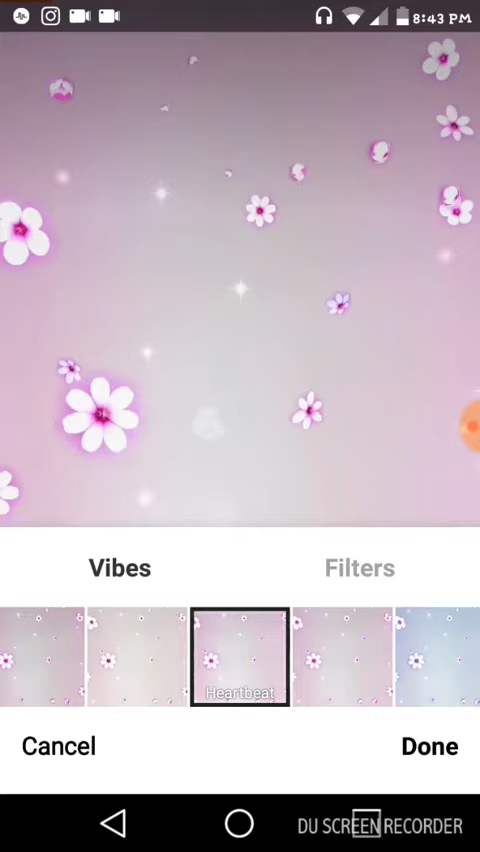 8:43 PM
Vibes Filters
Heartbeat
Cancel Done
DU SCREEN RECORDER